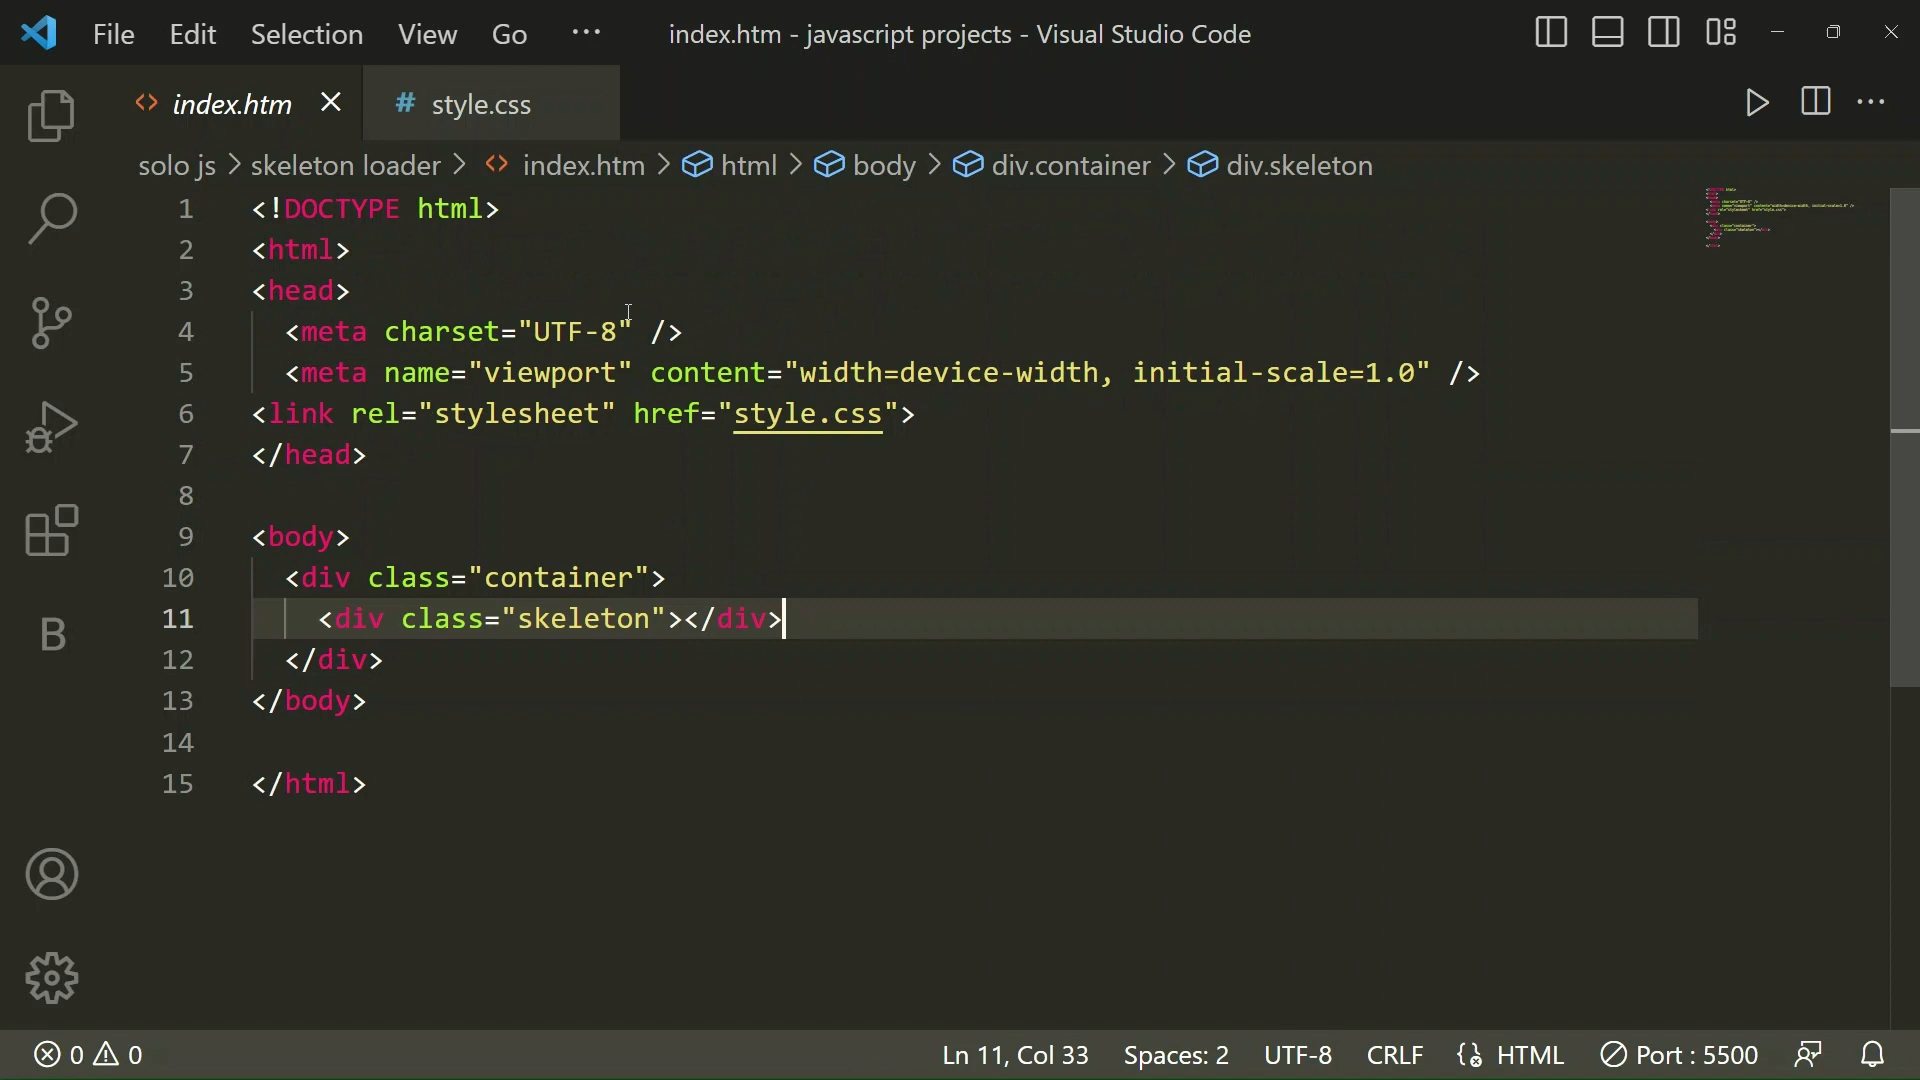 File Edit Selection View Go ··· index.htm - javascript projects - Visual Studio Code
<> index.htm # style.css
solo js > skeleton loader > <> index.htm > html > body > div.container > div.skeleton
1 <!DOCTYPE html>
2 <html>
3 <head>
4 <meta charset="UTF-8" />
5 <meta name="viewport" content="width=device-width, initial-scale=1.0" />
6 <link rel="stylesheet" href="style.css">
7 </head>
8
9 <body>
10 <div class="container">
11 <div class="skeleton"></div>
12 </div>
13 </body>
14
15 </html>
B
0 0 Ln 11, Col 33 Spaces: 2 UTF-8 CRLF HTML Port : 5500